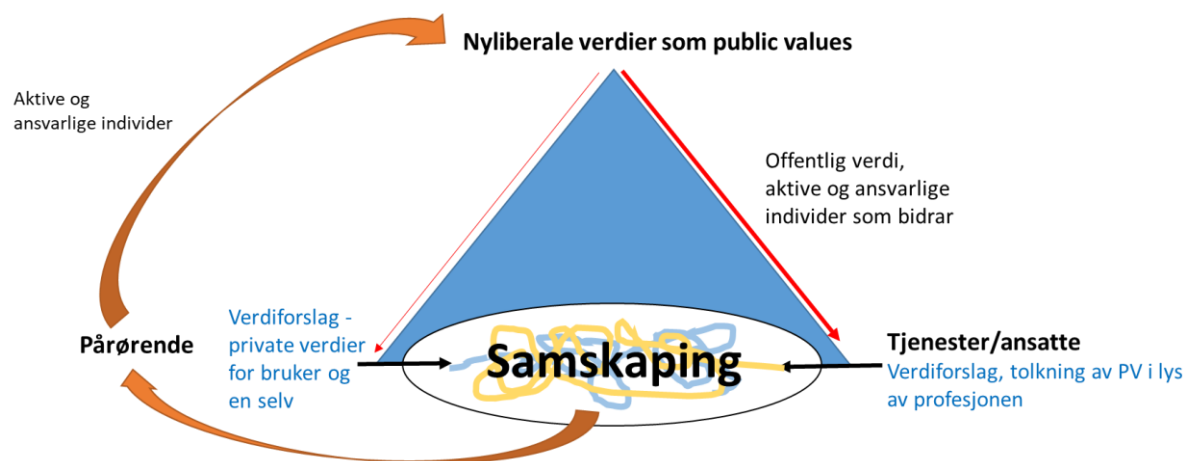 Nyliberale verdier som public values
Aktive og
ansvarlige individer
Offentlig verdi,
aktive og ansvarlige
individer som bidrar
Pårørende
Verdiforslag -
private verdier
for bruker og
en selv
Samskaping
Tjenester/ansatte
Verdiforslag, tolkning av PV i lys
av profesjonen